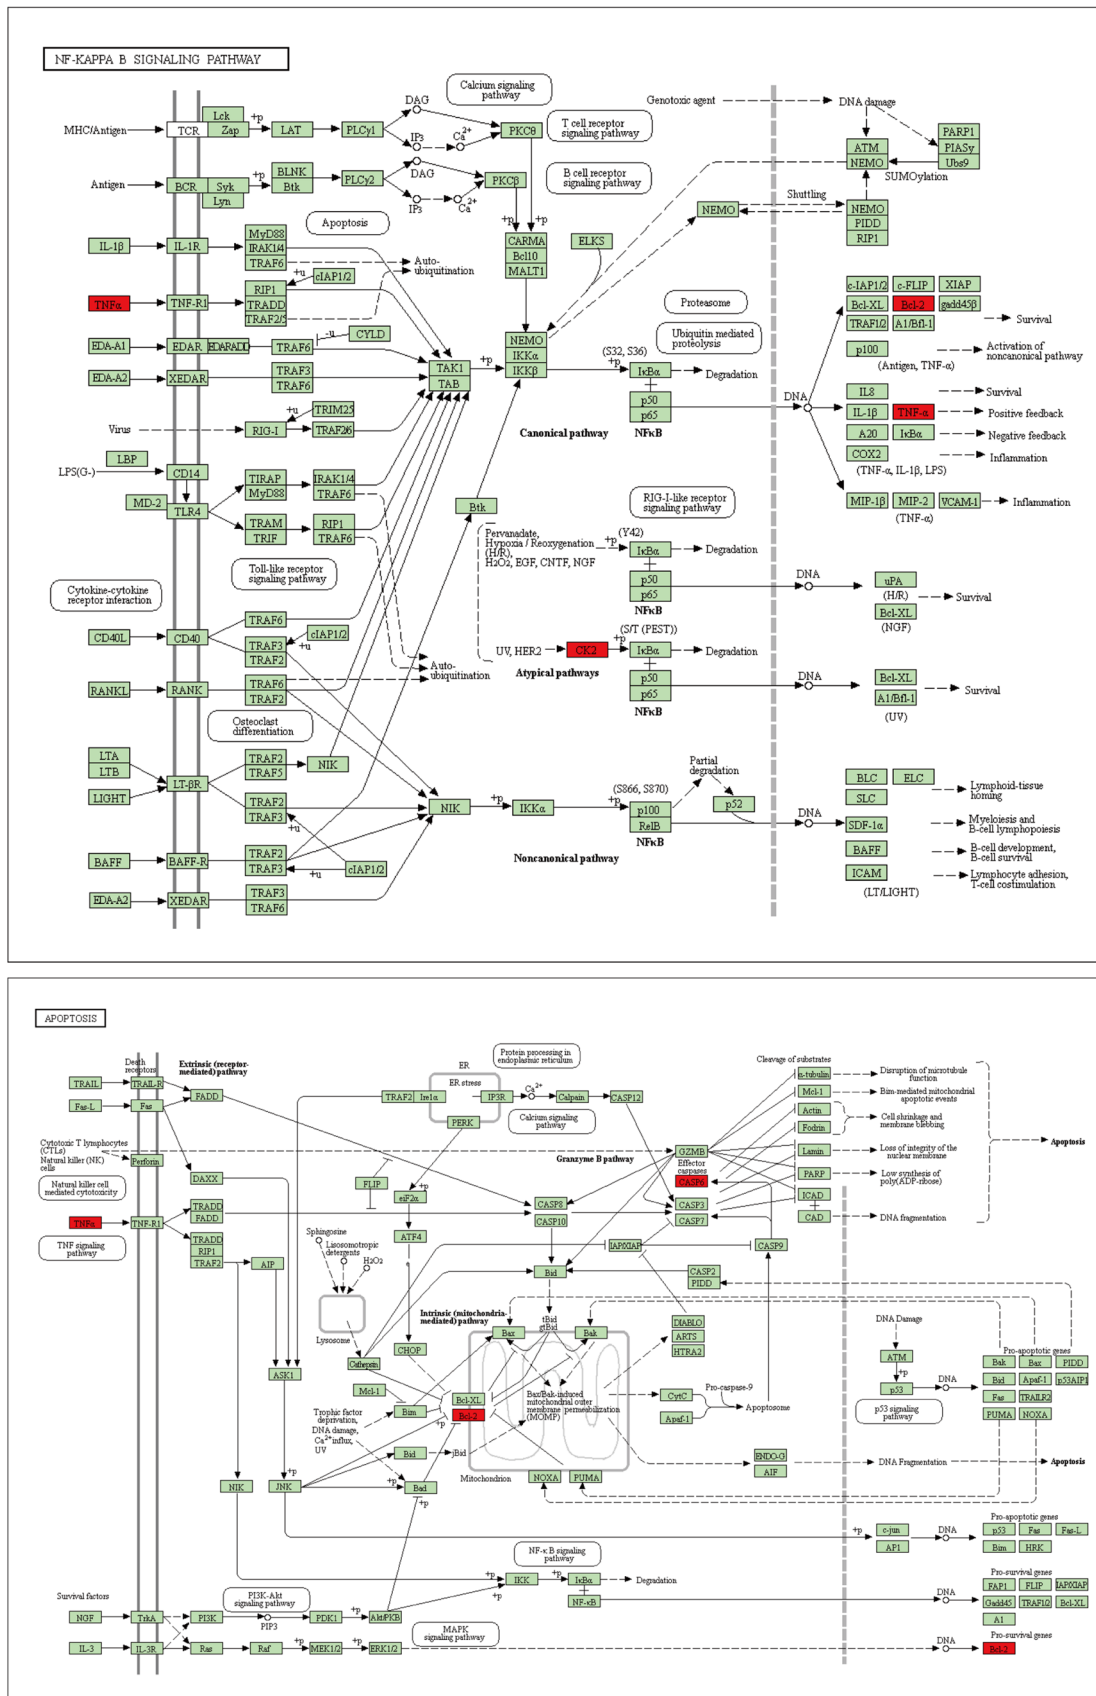 NF-KAPPA B SIGNALING PATHWAY
MHC/Antigen
TCR
Lck
Zap
+p
LAT
PLCγ1
DAG
IP3
Ca2+
PKCθ
Calcium signaling
pathway
T cell receptor
signaling pathway
B cell receptor
signaling pathway
Antigen
BCR
Syk
Lyn
+p
BLNK
Btk
PLCγ2
DAG
IP3
Ca2+
PKCβ
+p
+p
CARMA
Bcl10
MALT1
ELKS
Genotoxic agent
DNA damage
ATM
NEMO
PARP1
PIASy
Ubs9
SUMOylation
Shuttling
NEMO
NEMO
PIDD
RIP1
Apoptosis
IL-1β
IL-1R
MyD88
IRAK1/4
TRAF6
Auto-
ubiquitination
TNFα
TNF-R1
RIP1
TRADD
TRAF2/5
+u
cIAP1/2
-u
CYLD
EDA-A1
EDAR
EDARADD
TRAF6
EDA-A2
XEDAR
TRAF3
TRAF6
TAK1
TAB
+p
NEMO
IKKα
IKKβ
Proteasome
Ubiquitin mediated
proteolysis
(S32, S36)
+p
IκBα
Degradation
p50
p65
NFκB
Canonical pathway
DNA
c-IAP1/2
c-FLIP
XIAP
Bcl-XL
Bcl-2
gadd45β
TRAF1/2
A1/Bfl-1
Survival
p100
Activation of
noncanonical pathway
(Antigen, TNF-α)
IL8
Survival
IL-1β
TNF-α
Positive feedback
A20
IκBα
Negative feedback
COX2
Inflammation
(TNF-α, IL-1β, LPS)
MIP-1β
MIP-2
VCAM-1
Inflammation
(TNF-α)
Virus
+u
TRIM25
RIG-I
TRAF2/6
LBP
LPS(G-)
CD14
MD-2
TLR4
TIRAP
MyD88
IRAK1/4
TRAF6
TRAM
TRIF
RIP1
TRAF6
Toll-like receptor
signaling pathway
Btk
RIG-I-like receptor
signaling pathway
Pervanadate,
Hypoxia / Reoxygenation
(H/R),
H2O2, EGF, CNTF, NGF
(Y42)
+p
IκBα
Degradation
p50
p65
NFκB
DNA
uPA
(H/R)
Bcl-XL
(NGF)
Survival
Cytokine-cytokine
receptor interaction
CD40L
CD40
TRAF6
TRAF3
TRAF2
cIAP1/2
+u
Auto-
ubiquitination
UV, HER2
CK2
(S/T (PEST))
+p
IκBα
Degradation
Atypical pathways
p50
p65
NFκB
DNA
Bcl-XL
A1/Bfl-1
(UV)
Survival
RANKL
RANK
TRAF6
TRAF2
Osteoclast
differentiation
LTA
LTB
LIGHT
LT-βR
TRAF2
TRAF5
NIK
TRAF2
TRAF3
+u
NIK
+p
IKKα
(S866, S870)
+p
p100
RelB
NFκB
Partial
degradation
p52
DNA
Noncanonical pathway
BLC
ELC
SLC
Lymphoid-tissue
homing
SDF-1α
Myeloiesis and
B-cell lymphopoiesis
BAFF
B-cell development,
B-cell survival
ICAM
Lymphocyte adhesion,
T-cell costimulation
(LT/LIGHT)
BAFF
BAFF-R
TRAF2
TRAF3
+u
cIAP1/2
EDA-A2
XEDAR
TRAF3
TRAF6
APOPTOSIS
Death
receptors
Extrinsic (receptor-
mediated) pathway
TRAIL
TRAIL-R
Fas-L
Fas
FADD
ER
ER stress
Protein processing in
endoplasmic reticulum
TRAF2
Ire1α
IP3R
Ca2+
Calpain
CASP12
PERK
Calcium signaling
pathway
Cleavage of substrates
α-tubulin
Disruption of microtubule
function
Mcl-1
Bim-mediated mitochondrial
apoptotic events
Actin
Fodrin
Cell shrinkage and
membrane blebbing
Lamin
Loss of integrity of the
nuclear membrane
PARP
Low synthesis of
poly(ADP-ribose)
ICAD
CAD
DNA fragmentation
Apoptosis
Cytotoxic T lymphocytes
(CTLs)
Natural killer (NK)
cells
Perforin
Granzyme B pathway
GZMB
Effector
caspases
CASP6
CASP3
CASP7
Natural killer cell
mediated cytotoxicity
DAXX
FLIP
+p
eiF2α
CASP8
CASP10
TNFα
TNF-R1
TRADD
FADD
TNF signaling
pathway
TRADD
RIP1
TRAF2
AIP
ATF4
Sphingosine
Lisosomotropic
detergents
H2O2
IAP/XIAP
CASP9
Bid
CASP2
PIDD
Lysosome
Intrinsic (mitochondria-
mediated) pathway
tBid
gtBid
Bax
Bak
DIABLO
ARTS
HTRA2
Cathepsin
CHOP
ASK1
Mcl-1
Bim
Bcl-XL
Bcl-2
+p
Bax/Bak-induced
mitochondrial outer
membrane permeabilization
(MOMP)
CytC
Pro-caspase-9
Apaf-1
Apoptosome
DNA Damage
ATM
+p
p53
DNA
p53 signaling
pathway
Pro-apoptotic genes
Bak
Bax
PIDD
Bid
Apaf-1
p53AIP1
Fas
TRAILR2
PUMA
NOXA
Trophic factor
deprivation,
DNA damage,
Ca2+influx,
UV
Bid
jBid
Mitochondrion
NOXA
PUMA
ENDO-G
AIF
DNA Fragmentation
Apoptosis
NIK
+p
JNK
Bad
+p
+p
c-jun
AP1
DNA
Pro-apoptotic genes
p53
Fas
Fas-L
Bim
HRK
NF-κB signaling
pathway
+p
IKK
+p
IκBα
Degradation
NF-κB
+p
DNA
Pro-survival genes
FAP1
FLIP
IAP/XIAP
Gadd45
TRAF1/2
Bcl-XL
A1
Survival factors
NGF
TrkA
PI3K
PIP3
PI3K-Akt
signaling pathway
PDK1
+p
Akt/PKB
IL-3
IL-3R
Ras
Raf
+p
MEK1/2
+p
ERK1/2
MAPK
signaling pathway
DNA
Pro-survival genes
Bcl-2